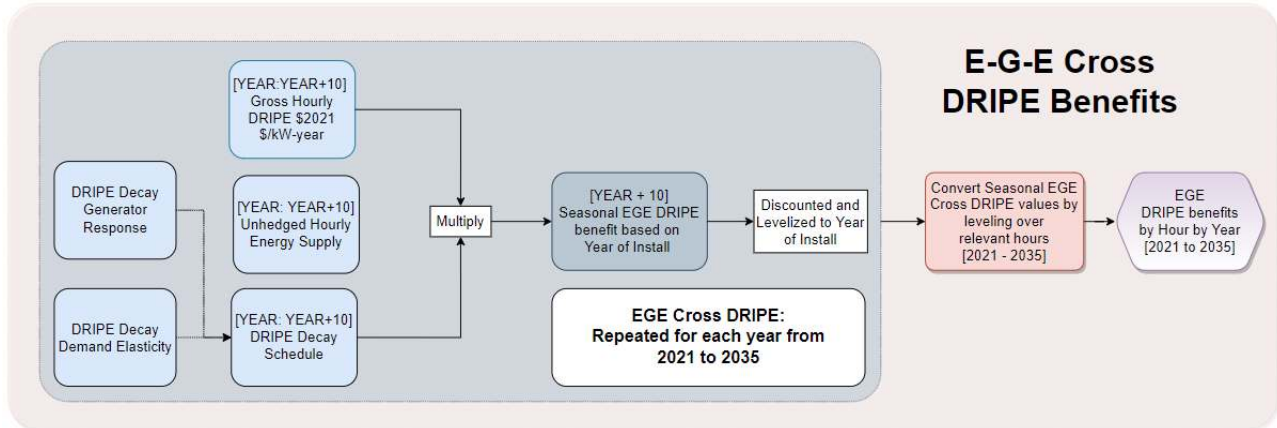 E-G-E Cross
DRIPE Benefits
[YEAR:YEAR+10]
Gross Hourly
DRIPE $2021
$/kW-year
DRIPE Decay
Generator
Response
[YEAR: YEAR+10]
Unhedged Hourly
Energy Supply
DRIPE Decay
Demand Elasticity
[YEAR: YEAR+10]
DRIPE Decay
Schedule
Multiply
[YEAR + 10]
Seasonal EGE DRIPE
benefit based on
Year of Install
Discounted and
Levelized to Year
of Install
EGE Cross DRIPE:
Repeated for each year from
2021 to 2035
Convert Seasonal EGE
Cross DRIPE values by
leveling over
relevant hours
[2021 - 2035]
EGE
DRIPE benefits
by Hour by Year
[2021 to 2035]